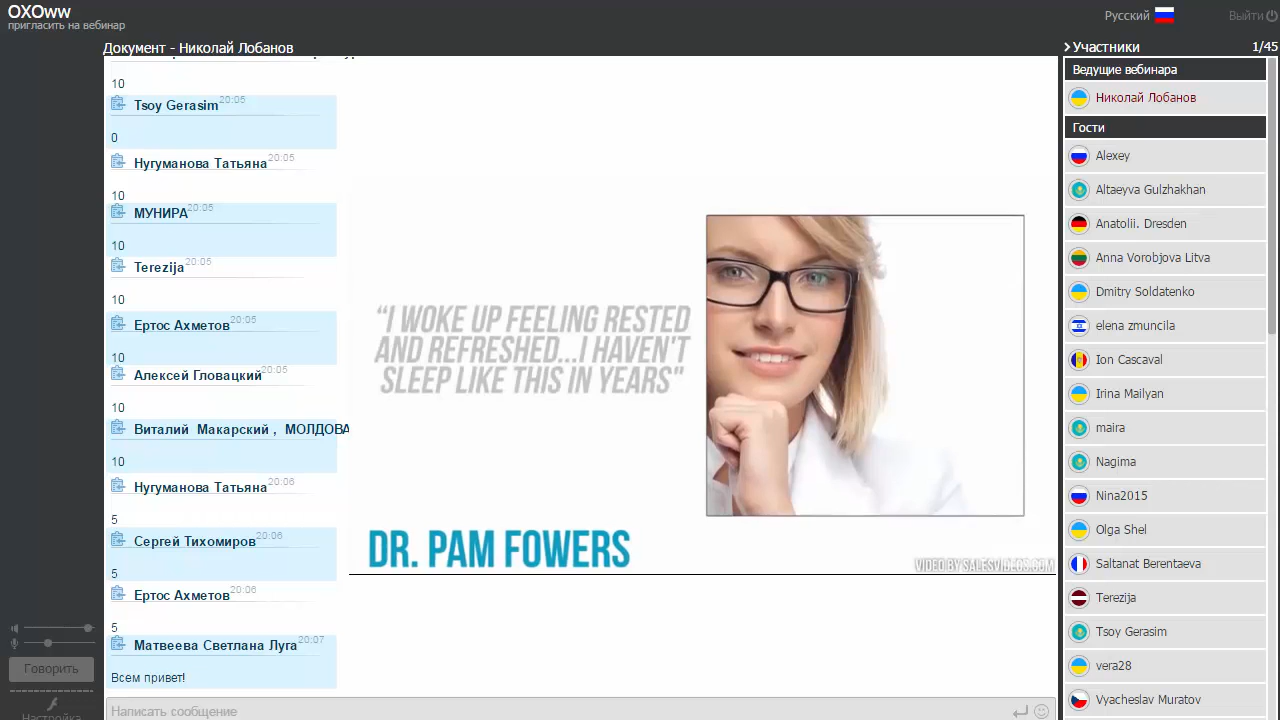 OXOww
пригласить на вебинар
Русский
Выйти
Документ - Николай Лобанов
Участники
1/45
10
Tsoy Gerasim 20:05
0
Нугуманова Татьяна 20:05
10
МУНИРА 20:05
10
Terezija 20:05
10
Ертос Ахметов 20:05
10
Алексей Гловацкий 20:05
10
Виталий Макарский , МОЛДОВА
10
Нугуманова Татьяна 20:06
5
Сергей Тихомиров 20:06
5
Ертос Ахметов 20:06
5
Матвеева Светлана Луга 20:07
Всем привет!
Написать сообщение
Говорить
Настройка
“I WOKE UP FEELING RESTED
AND REFRESHED...I HAVEN'T
SLEEP LIKE THIS IN YEARS"
DR. PAM FOWERS
VIDEO BY SALESVIDEOS.COM
Ведущие вебинара
Николай Лобанов
Гости
Alexey
Altaeyva Gulzhakhan
Anatolii. Dresden
Anna Vorobjova Litva
Dmitry Soldatenko
elena zmuncila
Ion Cascaval
Irina Mailyan
maira
Nagima
Nina2015
Olga Shel
Saltanat Berentaeva
Terezija
Tsoy Gerasim
vera28
Vyacheslav Muratov